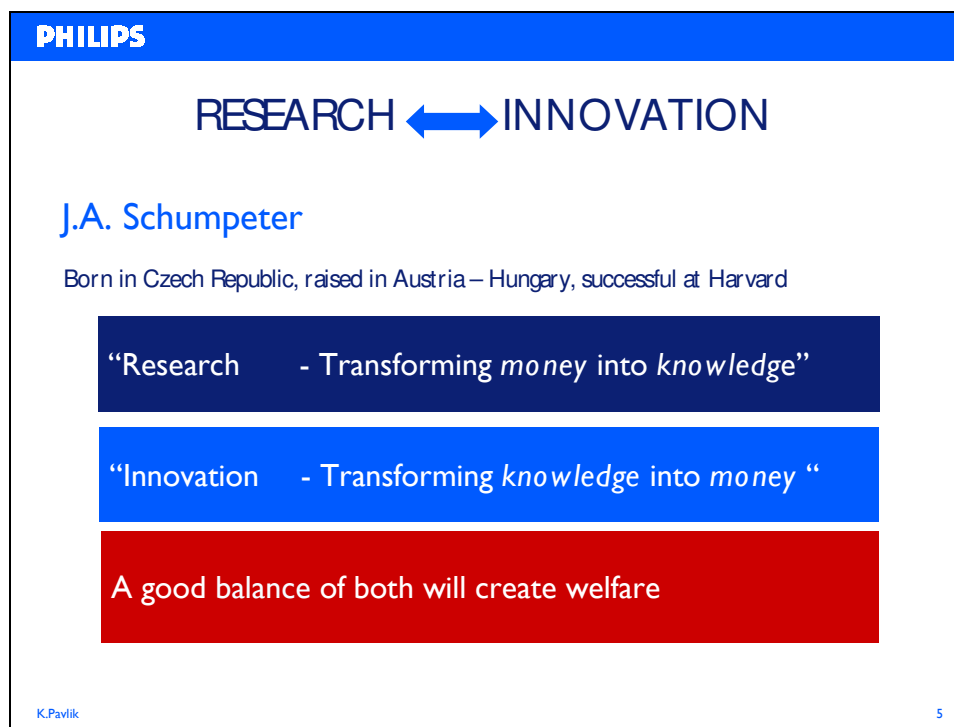 PHILIPS
RESEARCH INNOVATION
J.A. Schumpeter
Born in Czech Republic, raised in Austria – Hungary, successful at Harvard
“Research - Transforming money into knowledge”
“Innovation - Transforming knowledge into money “
A good balance of both will create welfare
K.Pavlik 5